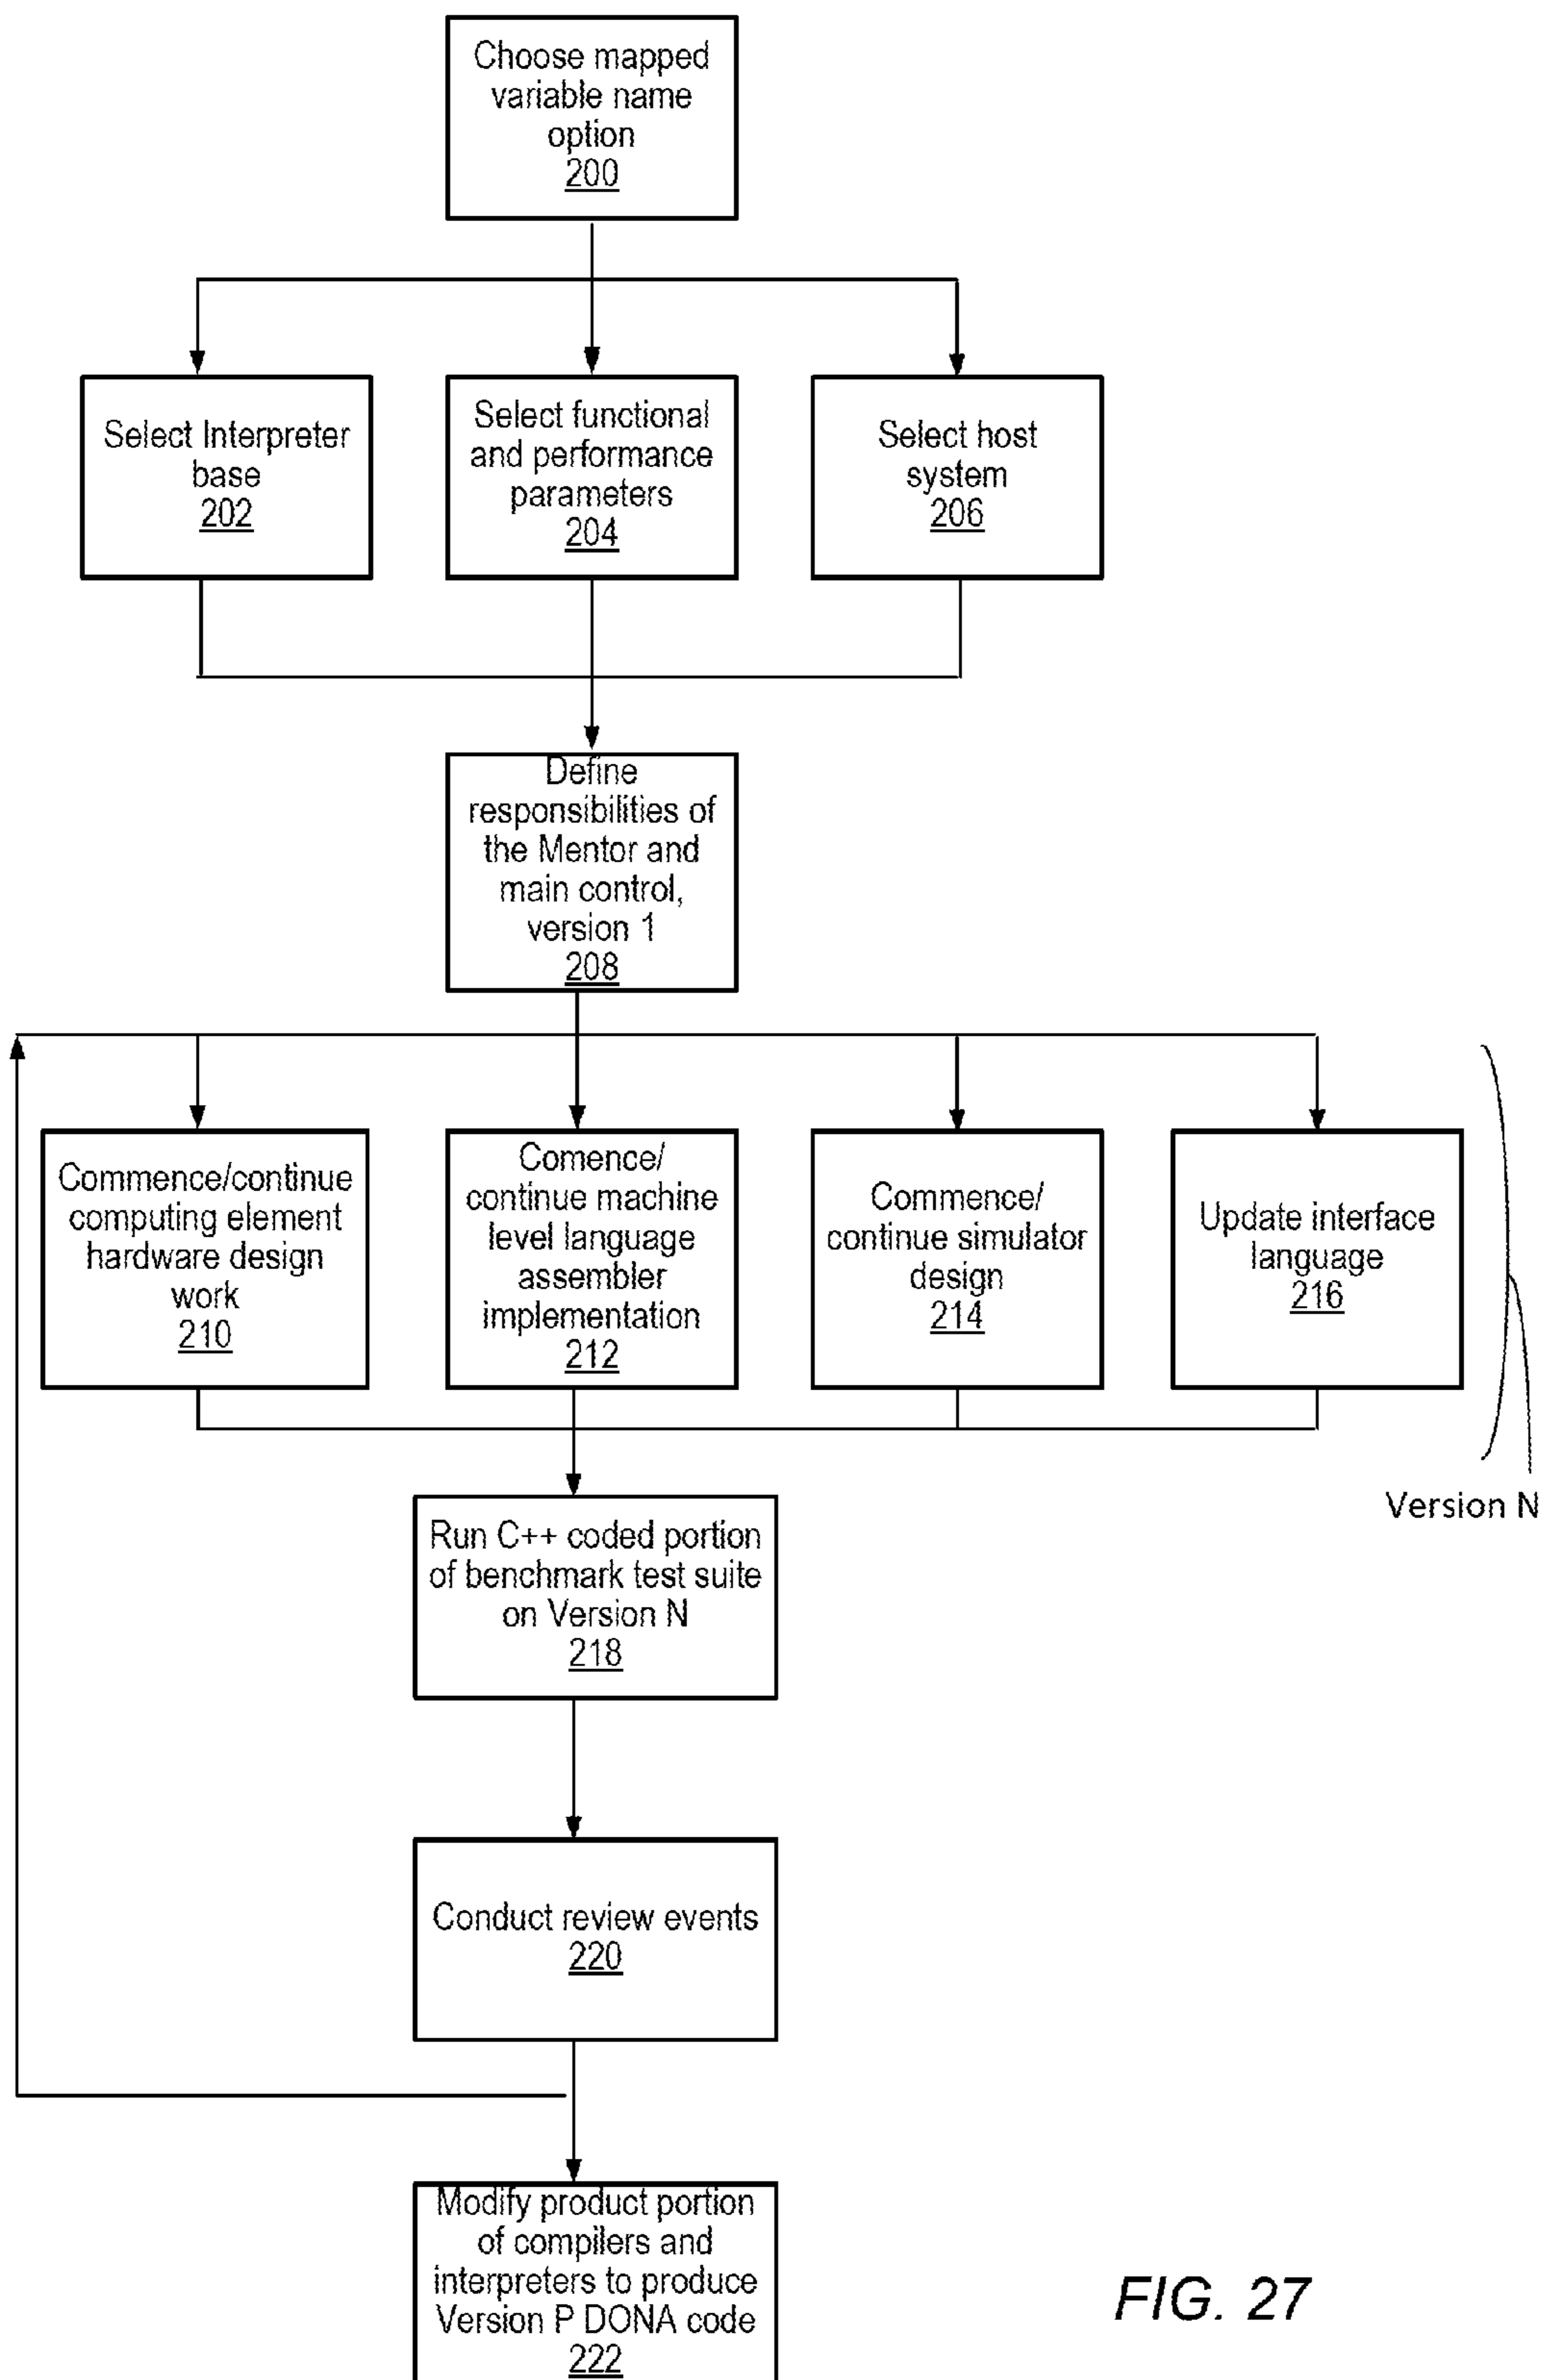 Choose mapped
variable name
option
200
Select Interpreter
base
202
Select functional
and performance
parameters
204
Select host
system
206
Define
responsibilities of
the Mentor and
main control,
version 1
208
Commence/continue
computing element
hardware design
work
210
Comence/
continue machine
level language
assembler
implementation
212
Commence/
continue simulator
design
214
Update interface
language
216
Version N
Run C++ coded portion
of benchmark test suite
on Version N
218
Conduct review events
220
Modify product portion
of compilers and
interpreters to produce
Version P DONA code
222
FIG. 27